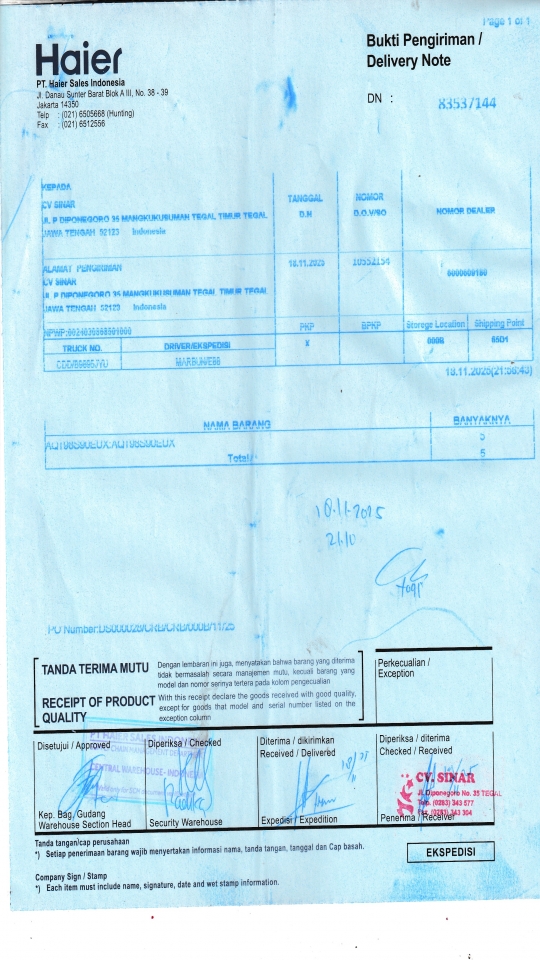 Page 1 of 1
Haier
PT. Haier Sales Indonesia
Jl. Danau Sunter Barat Blok A III, No. 38 - 39
Jakarta 14350
Telp : (021) 6505668 (Hunting)
Fax : (021) 6512556
Bukti Pengiriman /
Delivery Note
DN : 83537144
KEPADA
CV SINAR
JL P DIPONEGORO 35 MANGKUKUSUMAN TEGAL TIMUR TEGAL
JAWA TENGAH 52123 Indonesia
TANGGAL
D.N
NOMOR
D.O.V/SO
NOMOR DEALER
ALAMAT PENGIRIMAN
CV SINAR
JL P DIPONEGORO 35 MANGKUKUSUMAN TEGAL TIMUR TEGAL
JAWA TENGAH 52123 Indonesia
18.11.2025
10552154
PKP
BPKP
Storege Location
Shipping Point
TRUCK NO.
DRIVER/EKSPEDISI
X
65D1
18.11.2025(21:56:43)
NAMA BARANG
BANYAKNYA
5
Total
5
18.11.2025
21.10
TANDA TERIMA MUTU
Dengan lembaran ini juga, menyatakan bahwa barang yang diterima
tidak bermasalah secara manajemen mutu, kecuali barang yang
model dan nomor serinya tertera pada kolom pengecualian
RECEIPT OF PRODUCT
QUALITY
With this receipt declare the goods received with good quality,
except for goods that model and serial number listed on the
exception column
Perkecualian /
Exception
Disetujui / Approved
Diperiksa / Checked
Diterima / dikirimkan
Received / Delivered
Diperiksa / diterima
Checked / Received
PT HAIER SALES INDONESIA
CENTRAL WAREHOUSE- INDONESIA
CV. SINAR
Jl. Diponegoro No. 35 TEGAL
Telp. (0283) 343 577
Kep. Bag. Gudang
Warehouse Section Head
Security Warehouse
Expedisi / Expedition
Penerima / Receiver
Tanda tangan/cap perusahaan
*) Setiap penerimaan barang wajib menyertakan informasi nama, tanda tangan, tanggal dan Cap basah.
EKSPEDISI
Company Sign / Stamp
*) Each item must include name, signature, date and wet stamp information.